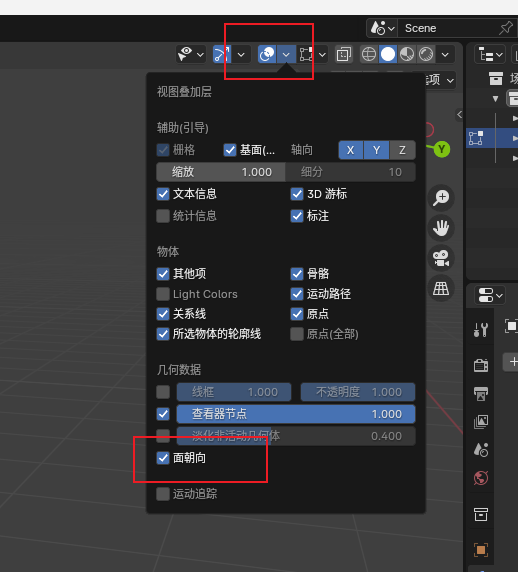 Scene
选项
视图叠加层
辅助(引导)
栅格 基面(... 轴向 X Y Z
缩放 1.000 细分 10
文本信息 3D 游标
统计信息 标注
Y
物体
其他项 骨骼
Light Colors 运动路径
关系线 原点
所选物体的轮廓线 原点(全部)
几何数据
线框 1.000 不透明度 1.000
查看器节点 1.000
淡化非活动几何体 0.400
面朝向
运动追踪